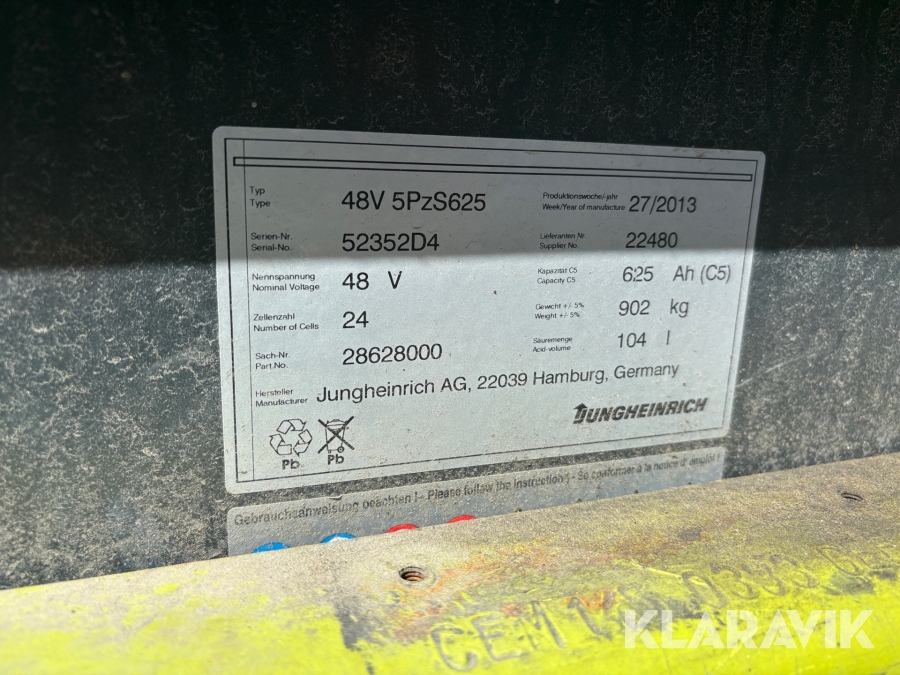 Typ
Type 48V 5PzS625 Produktionswoche/-jahr
Week/Year of manufacture 27/2013
Serien-Nr.
Serial-No. 52352D4 Lieferanten Nr.
Supplier No. 22480
Nennspannung
Nominal Voltage 48 V Kapazität C5
Capacity C5 625 Ah (C5)
Zellenzahl
Number of Cells 24 Gewicht +/- 5%
Weight +/- 5% 902 kg
Sach-Nr.
Part.No. 28628000 Säuremenge
Acid-volume 104 l
Hersteller
Manufacturer Jungheinrich AG, 22039 Hamburg, Germany
JUNGHEINRICH
Pb Pb
Gebrauchsanweisung beachten ! - Please follow the instruction ! - Se conformer à la notice d' emploi !
CEM1
KLARAVIK